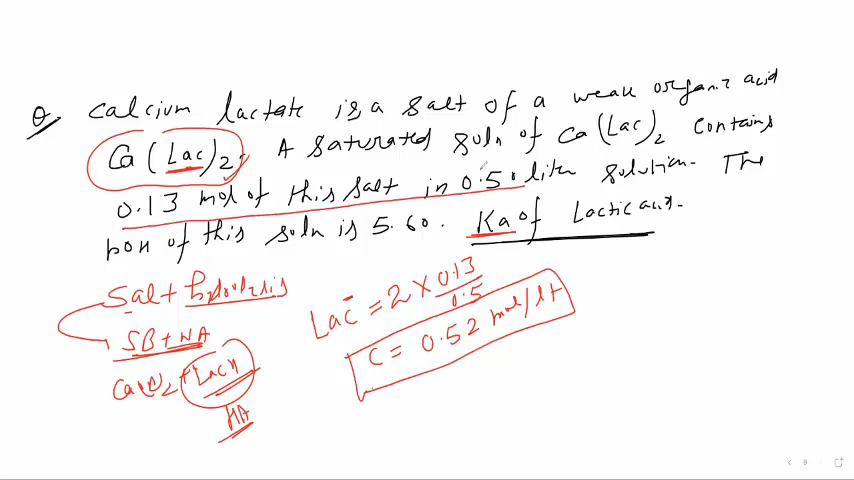 Q. Calcium lactate is a salt of a weak organic acid
Ca(Lac)2. A saturated soln of Ca(Lac)2 contains
0.13 mol of this salt in 0.50 liter solution. The
pOH of this soln is 5.60. Ka of Lactic acid.
Salt hydrolysis
SB + WA
Ca(OH)2 + LacH
HA
Lac⁻ = 2 × 0.13/0.5
C = 0.52 mol/lt
9